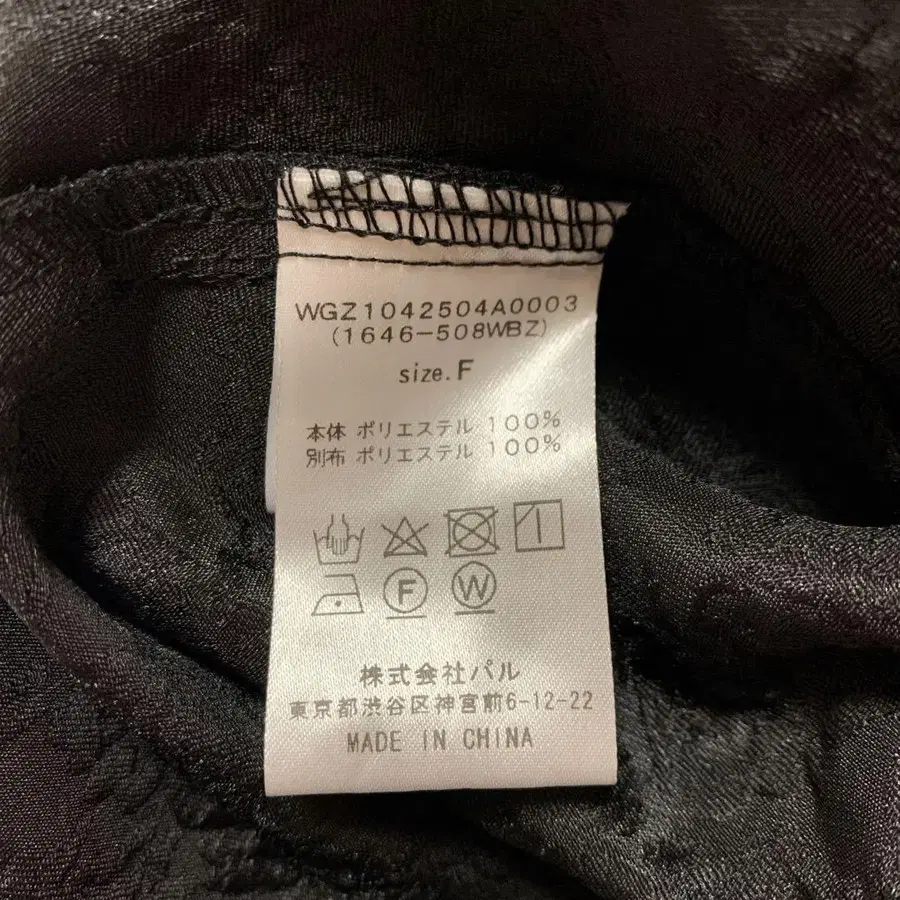 WGZ1042504A0003
(1646-508WBZ)
size.F
本体 ポリエステル 100%
別布 ポリエステル 100%
F W
株式会社パル
東京都渋谷区神宮前6-12-22
MADE IN CHINA